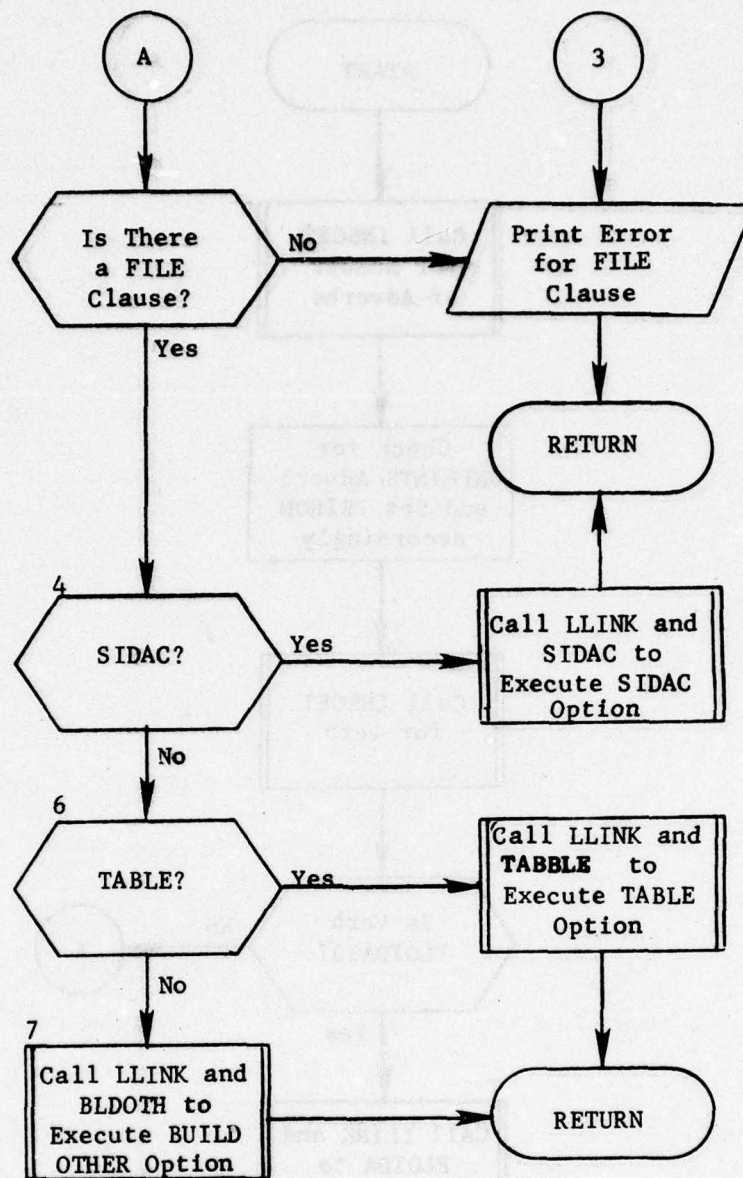 A
3
Is There
a FILE
Clause?
No
Print Error
for FILE
Clause
Yes
RETURN
4
SIDAC?
Yes
Call LLINK and
SIDAC to
Execute SIDAC
Option
No
6
TABLE?
Yes
Call LLINK and
TABBLE to
Execute TABLE
Option
No
7
Call LLINK and
BLDOTH to
Execute BUILD
OTHER Option
RETURN